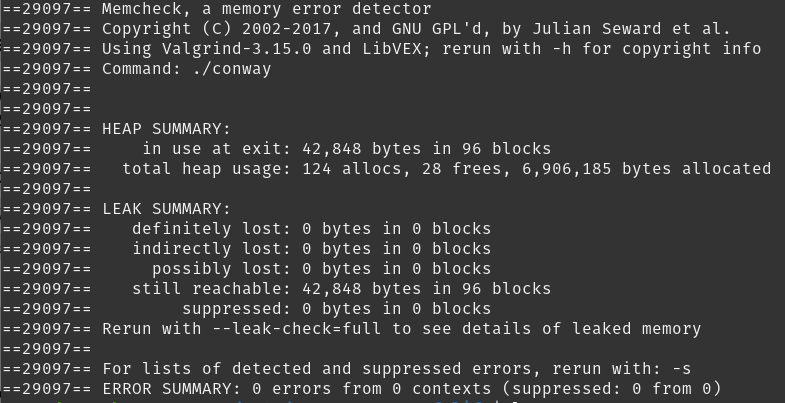 ==29097== Memcheck, a memory error detector
==29097== Copyright (C) 2002-2017, and GNU GPL'd, by Julian Seward et al.
==29097== Using Valgrind-3.15.0 and LibVEX; rerun with -h for copyright info
==29097== Command: ./conway
==29097==
==29097==
==29097== HEAP SUMMARY:
==29097==     in use at exit: 42,848 bytes in 96 blocks
==29097==   total heap usage: 124 allocs, 28 frees, 6,906,185 bytes allocated
==29097==
==29097== LEAK SUMMARY:
==29097==    definitely lost: 0 bytes in 0 blocks
==29097==    indirectly lost: 0 bytes in 0 blocks
==29097==      possibly lost: 0 bytes in 0 blocks
==29097==    still reachable: 42,848 bytes in 96 blocks
==29097==         suppressed: 0 bytes in 0 blocks
==29097== Rerun with --leak-check=full to see details of leaked memory
==29097==
==29097== For lists of detected and suppressed errors, rerun with: -s
==29097== ERROR SUMMARY: 0 errors from 0 contexts (suppressed: 0 from 0)